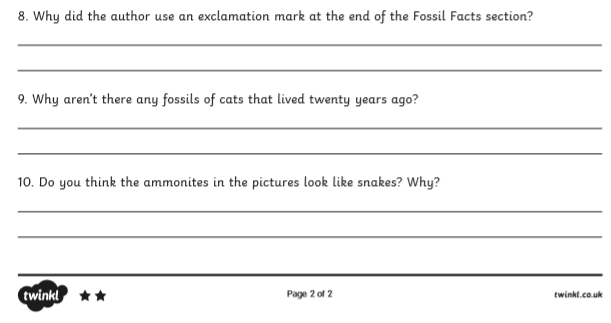 8. Why did the author use an exclamation mark at the end of the Fossil Facts section?
9. Why aren't there any fossils of cats that lived twenty years ago?
10. Do you think the ammonites in the pictures look like snakes? Why?
twinkl
Page 2 of 2
twinkl.co.uk